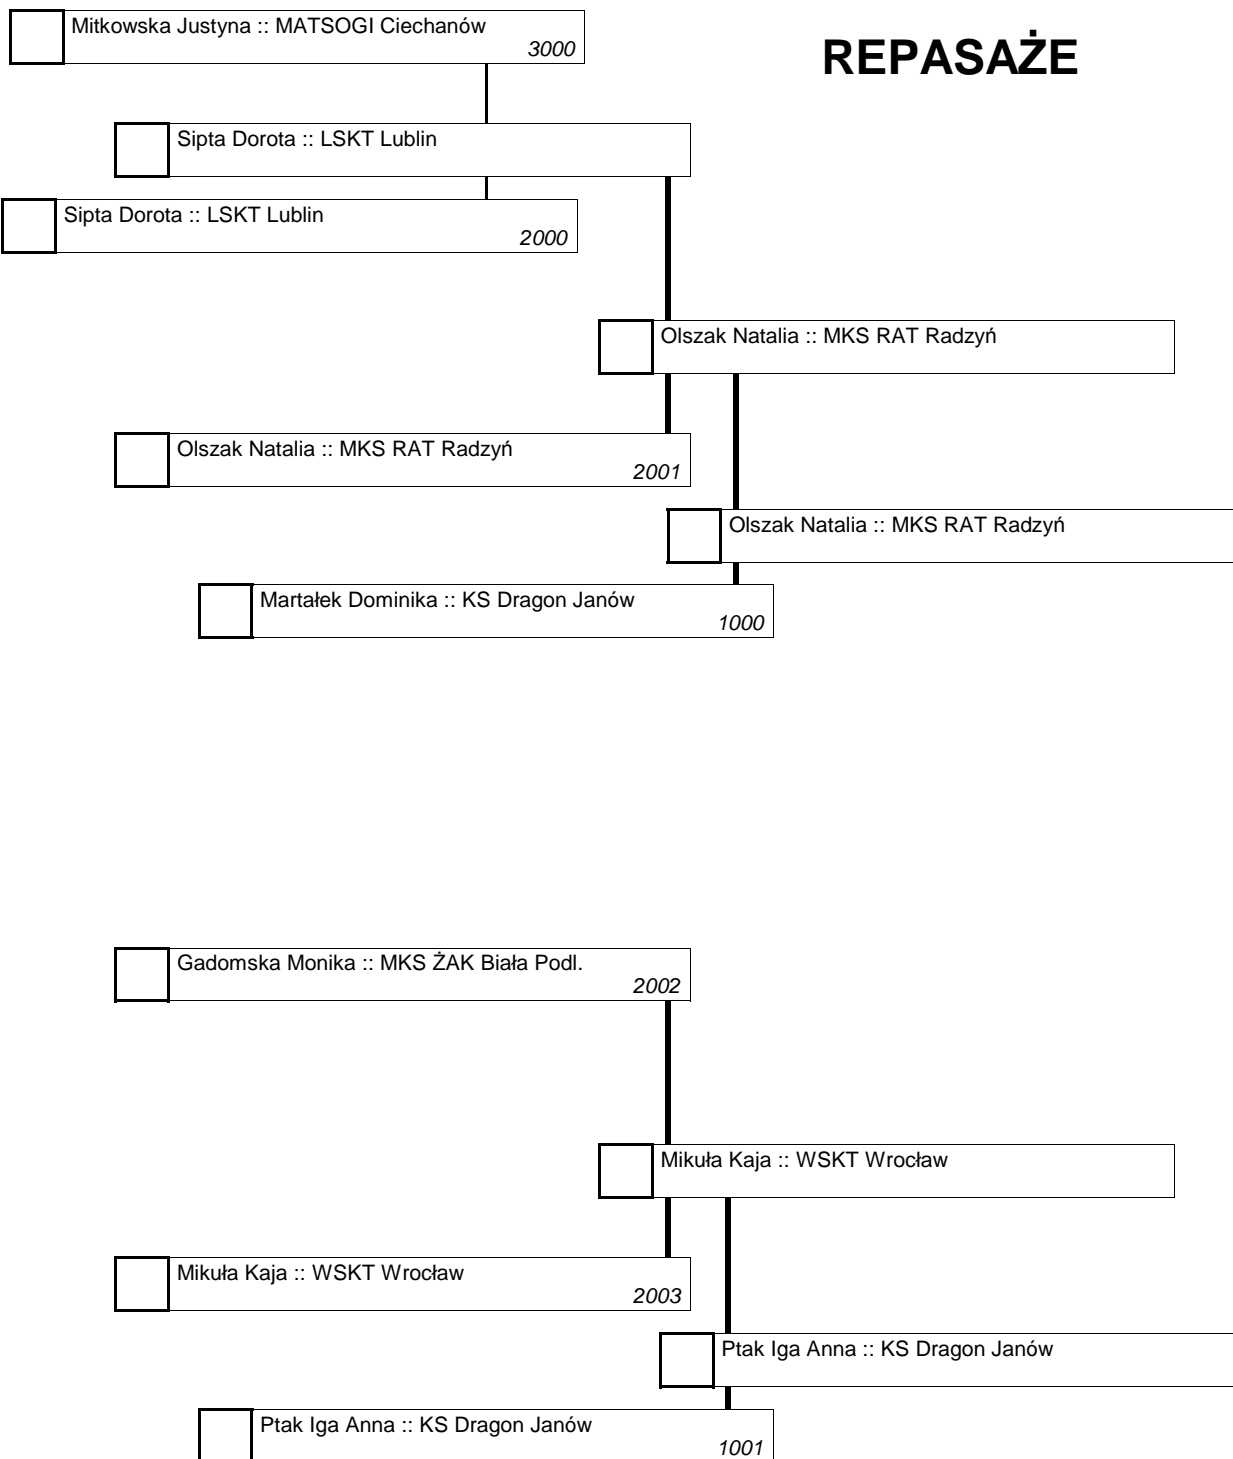 Mitkowska Justyna :: MATSOGI Ciechanów
3000
REPASAŻE
Sipta Dorota :: LSKT Lublin
Sipta Dorota :: LSKT Lublin
2000
Olszak Natalia :: MKS RAT Radzyń
Olszak Natalia :: MKS RAT Radzyń
2001
Olszak Natalia :: MKS RAT Radzyń
Martałek Dominika :: KS Dragon Janów
1000
Gadomska Monika :: MKS ŻAK Biała Podl.
2002
Mikuła Kaja :: WSKT Wrocław
Mikuła Kaja :: WSKT Wrocław
2003
Ptak Iga Anna :: KS Dragon Janów
Ptak Iga Anna :: KS Dragon Janów
1001